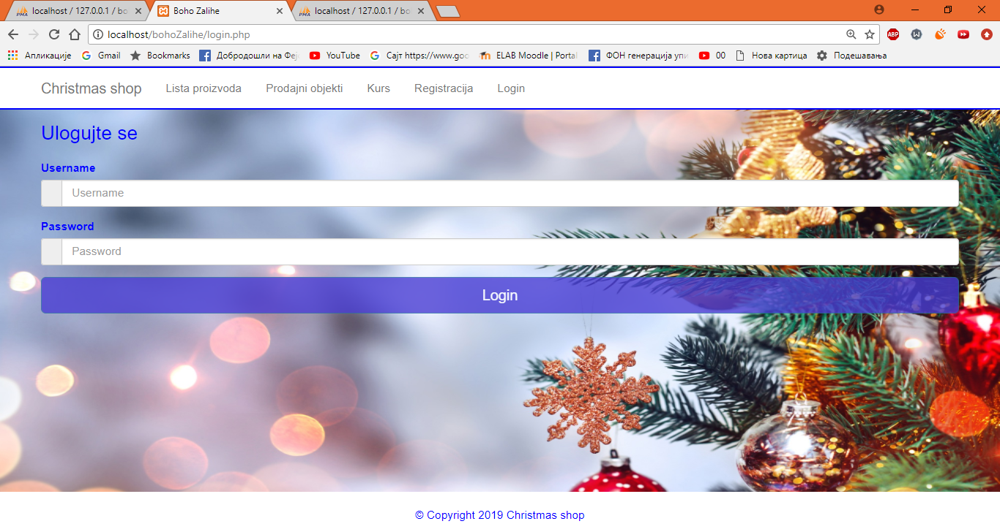 localhost / 127.0.0.1 / bo
Boho Zalihe
localhost / 127.0.0.1 / bo
localhost/bohoZalihe/login.php
ABP
W
Апликације
Gmail
Bookmarks
Добродошли на Феј
YouTube
Сајт https://www.goo
ELAB Moodle | Portal
ФОН генерација упи
00
Нова картица
Подешавања
Christmas shop
Lista proizvoda
Prodajni objekti
Kurs
Registracija
Login
Ulogujte se
Username
Username
Password
Password
Login
© Copyright 2019 Christmas shop